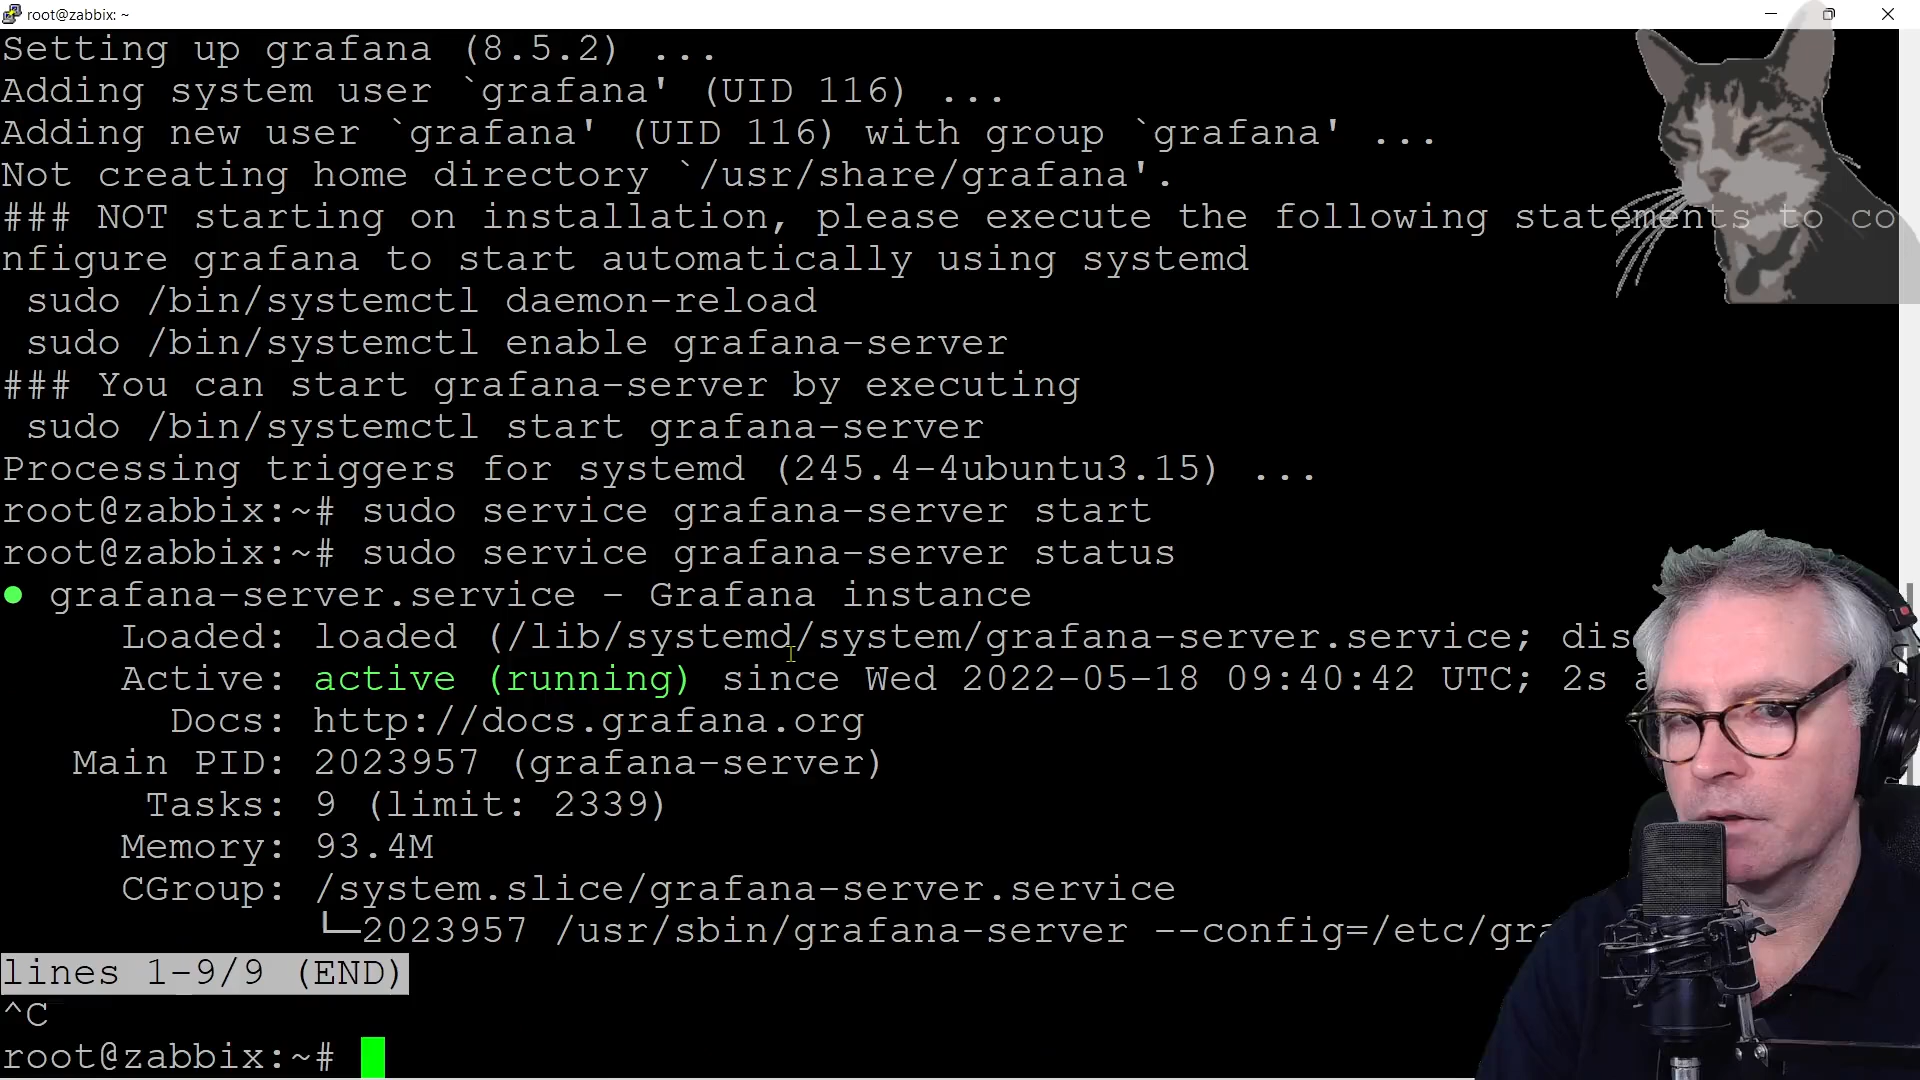 root@zabbix: ~
Setting up grafana (8.5.2) ...
Adding system user `grafana' (UID 116) ...
Adding new user `grafana' (UID 116) with group `grafana' ...
Not creating home directory `/usr/share/grafana'.
### NOT starting on installation, please execute the following statements to co
nfigure grafana to start automatically using systemd
 sudo /bin/systemctl daemon-reload
 sudo /bin/systemctl enable grafana-server
### You can start grafana-server by executing
 sudo /bin/systemctl start grafana-server
Processing triggers for systemd (245.4-4ubuntu3.15) ...
root@zabbix:~# sudo service grafana-server start
root@zabbix:~# sudo service grafana-server status
● grafana-server.service - Grafana instance
     Loaded: loaded (/lib/systemd/system/grafana-server.service; dis
     Active: active (running) since Wed 2022-05-18 09:40:42 UTC; 2s a
       Docs: http://docs.grafana.org
   Main PID: 2023957 (grafana-server)
      Tasks: 9 (limit: 2339)
     Memory: 93.4M
     CGroup: /system.slice/grafana-server.service
             └─2023957 /usr/sbin/grafana-server --config=/etc/gra
lines 1-9/9 (END)
^C
root@zabbix:~#